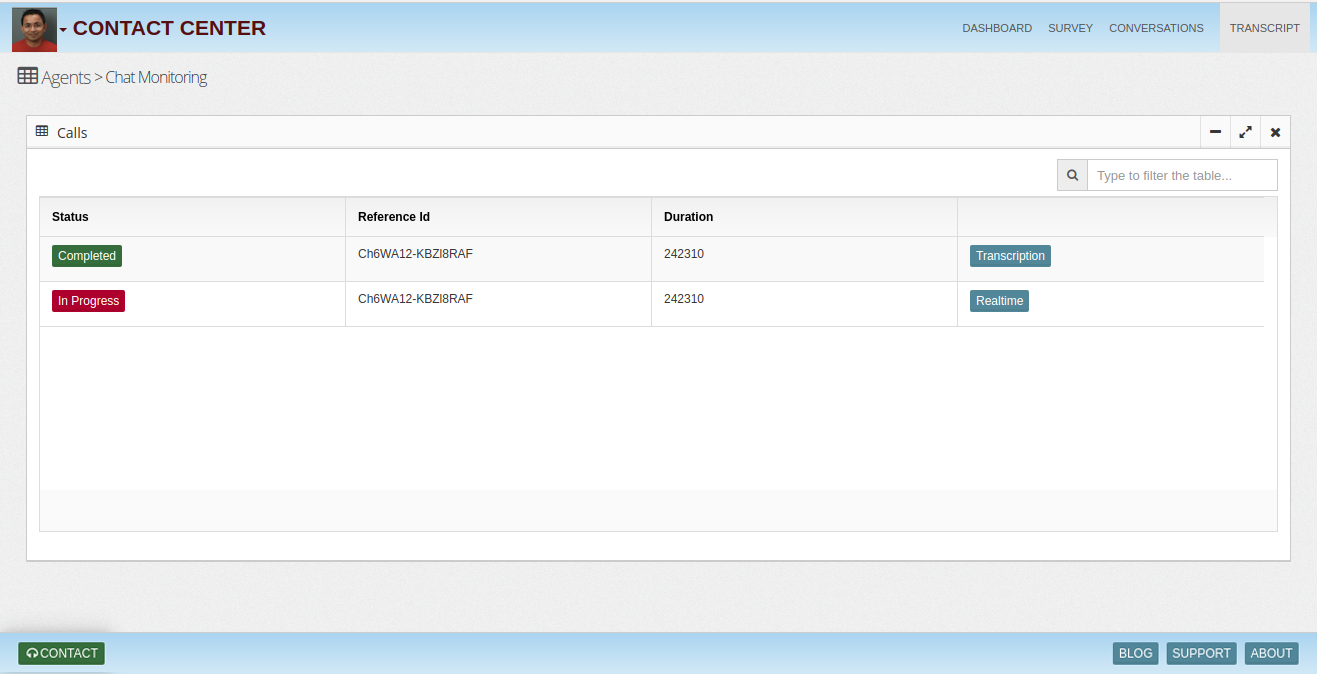 CONTACT CENTER
DASHBOARD SURVEY CONVERSATIONS TRANSCRIPT
Agents > Chat Monitoring
Calls
Type to filter the table...
Status Reference Id Duration
Completed Ch6WA12-KBZI8RAF 242310 Transcription
In Progress Ch6WA12-KBZI8RAF 242310 Realtime
CONTACT BLOG SUPPORT ABOUT